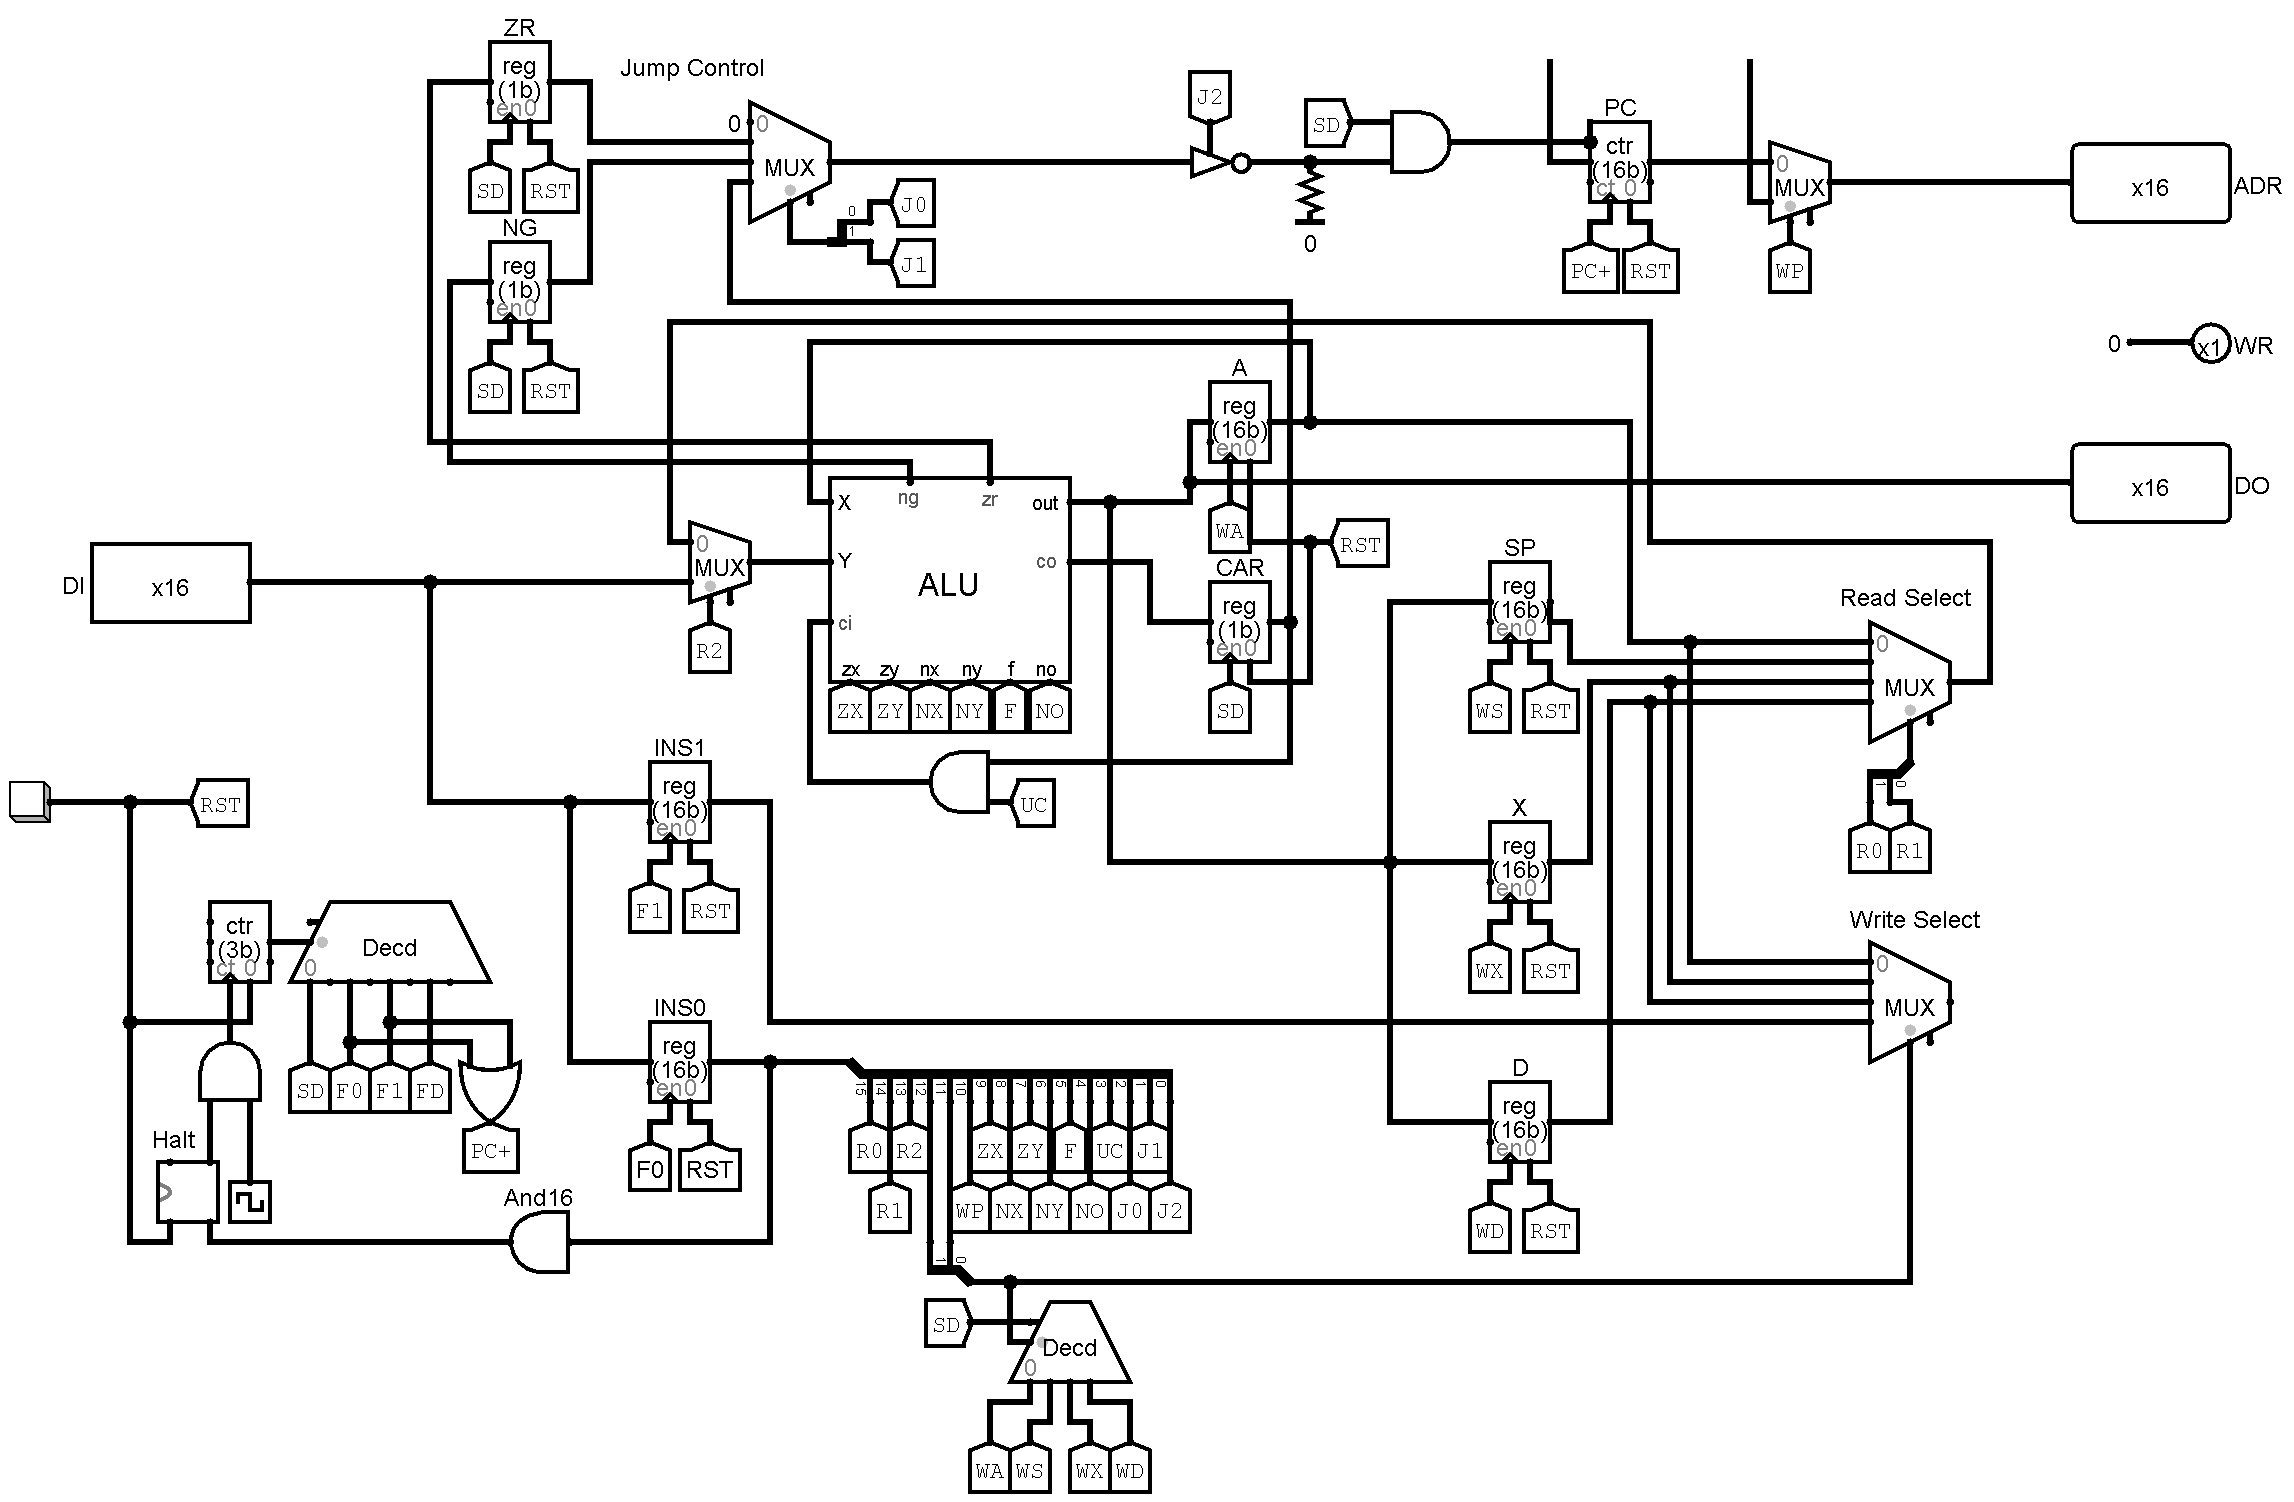 ZR
reg
(1b)
en0
SD
RST
NG
reg
(1b)
en0
SD
RST
Jump Control
0
0
MUX
0
1
J0
J1
J2
SD
0
PC
ctr
(16b)
ct 0
PC+
RST
0
MUX
WP
x16
ADR
0
x1
WR
A
reg
(16b)
en0
WA
RST
CAR
reg
(1b)
en0
SD
x16
DO
DI
x16
0
MUX
R2
X
ng
zr
out
Y
co
ALU
ci
zx
zy
nx
ny
f
no
ZX
ZY
NX
NY
F
NO
UC
SP
reg
(16b)
en0
WS
RST
Read Select
0
MUX
1
0
R0
R1
X
reg
(16b)
en0
WX
RST
Write Select
0
MUX
D
reg
(16b)
en0
WD
RST
INS1
reg
(16b)
en0
F1
RST
INS0
reg
(16b)
en0
F0
RST
RST
ctr
(3b)
ct 0
Decd
0
SD
F0
F1
FD
PC+
Halt
And16
15
14
13
12
11
10
9
8
7
6
5
4
3
2
1
0
R0
R2
ZX
ZY
F
UC
J1
R1
WP
NX
NY
NO
J0
J2
1
0
SD
Decd
0
WA
WS
WX
WD